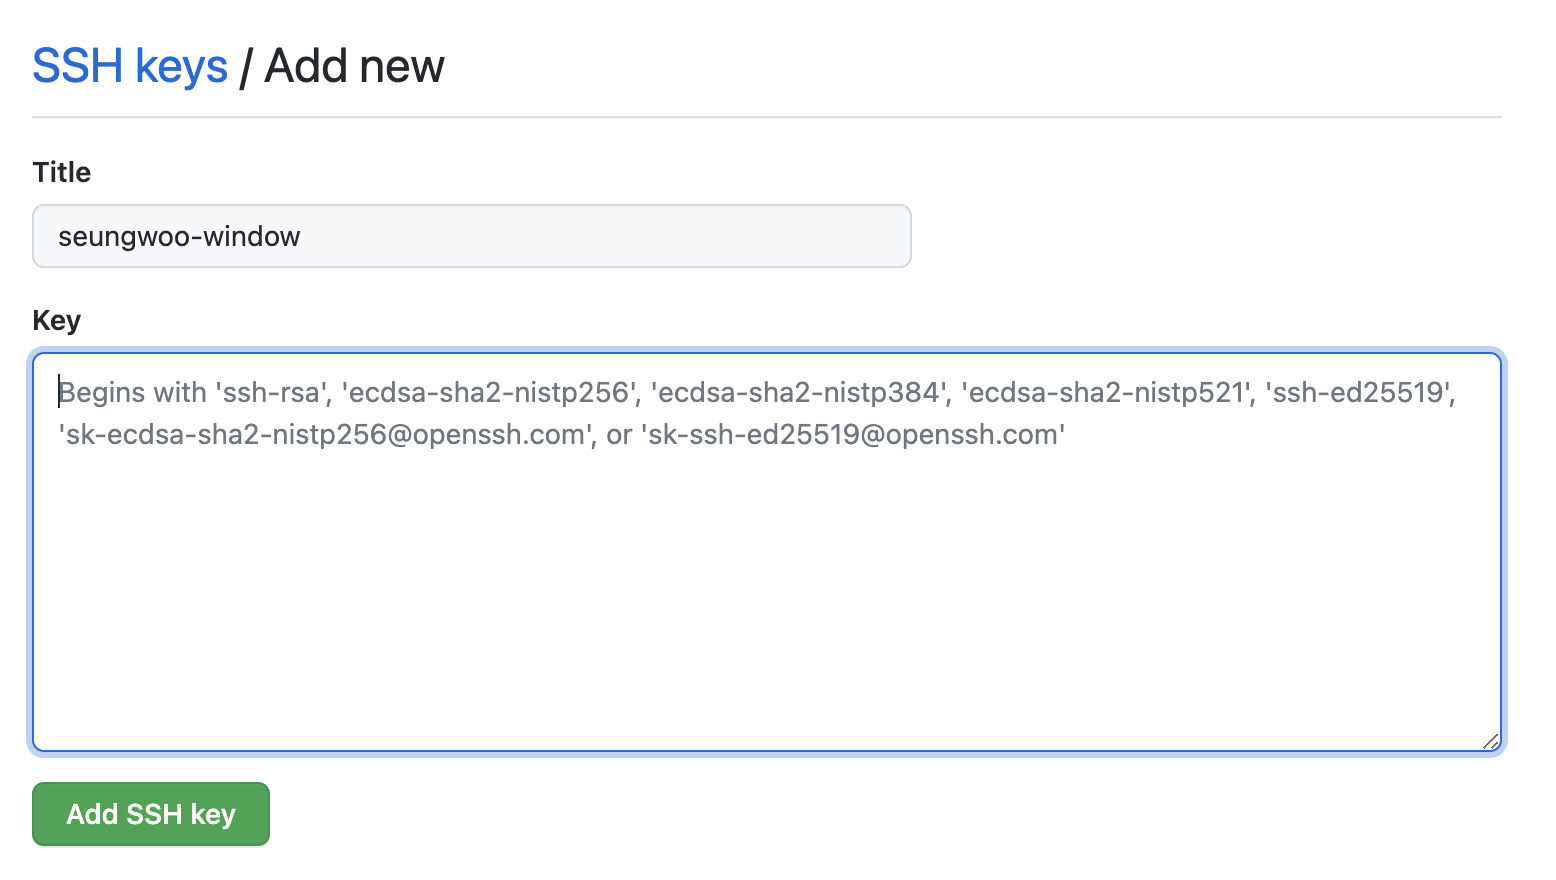 SSH keys / Add new
Title
seungwoo-window
Key
Begins with 'ssh-rsa', 'ecdsa-sha2-nistp256', 'ecdsa-sha2-nistp384', 'ecdsa-sha2-nistp521', 'ssh-ed25519',
'sk-ecdsa-sha2-nistp256@openssh.com', or 'sk-ssh-ed25519@openssh.com'
Add SSH key